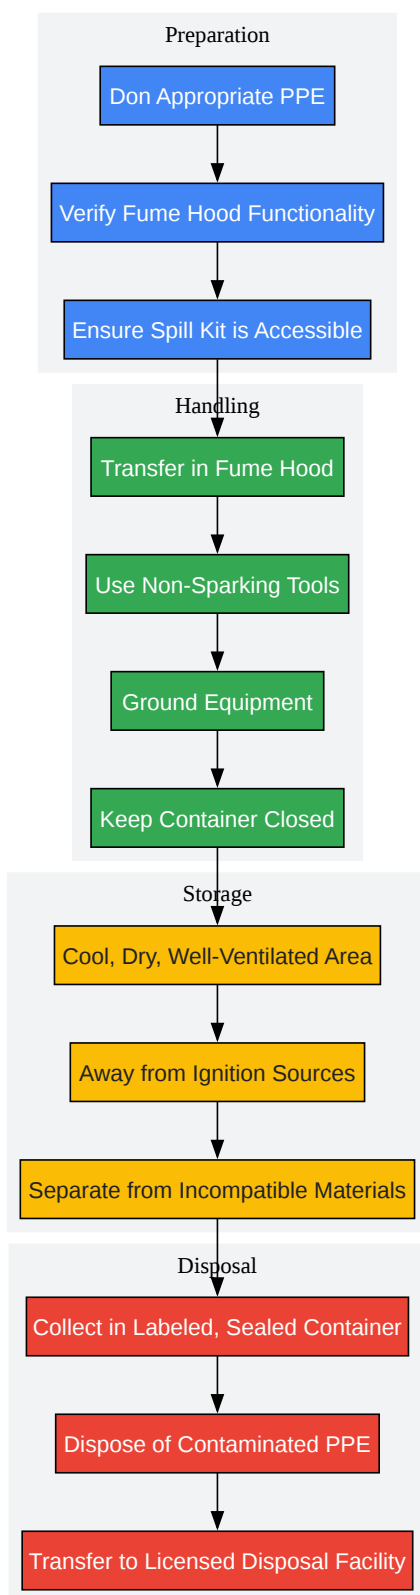 Preparation
Don Appropriate PPE
Verify Fume Hood Functionality
Ensure Spill Kit is Accessible
Handling
Transfer in Fume Hood
Use Non-Sparking Tools
Ground Equipment
Keep Container Closed
Storage
Cool, Dry, Well-Ventilated Area
Away from Ignition Sources
Separate from Incompatible Materials
Disposal
Collect in Labeled, Sealed Container
Dispose of Contaminated PPE
Transfer to Licensed Disposal Facility